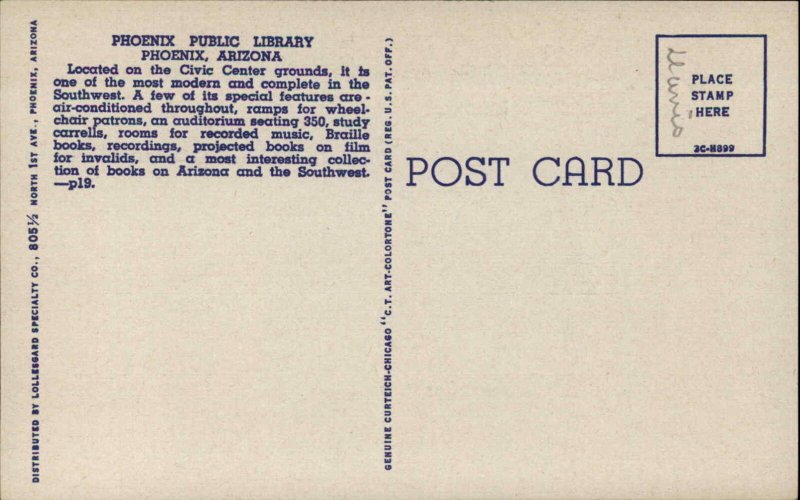 PHOENIX PUBLIC LIBRARY
PHOENIX, ARIZONA
Located on the Civic Center grounds, it is
one of the most modern and complete in the
Southwest. A few of its special features are -
air-conditioned throughout, ramps for wheel-
chair patrons, an auditorium seating 350, study
carrells, rooms for recorded music, Braille
books, recordings, projected books on film
for invalids, and a most interesting collec-
tion of books on Arizona and the Southwest.
—p19.
DISTRIBUTED BY LOLLESGARD SPECIALTY CO., 805½ NORTH 1ST AVE., PHOENIX, ARIZONA
GENUINE CURTEICH-CHICAGO "C.T. ART-COLORTONE" POST CARD (REG. U.S. PAT. OFF.)
POST CARD
PLACE
STAMP
HERE
2C-H899